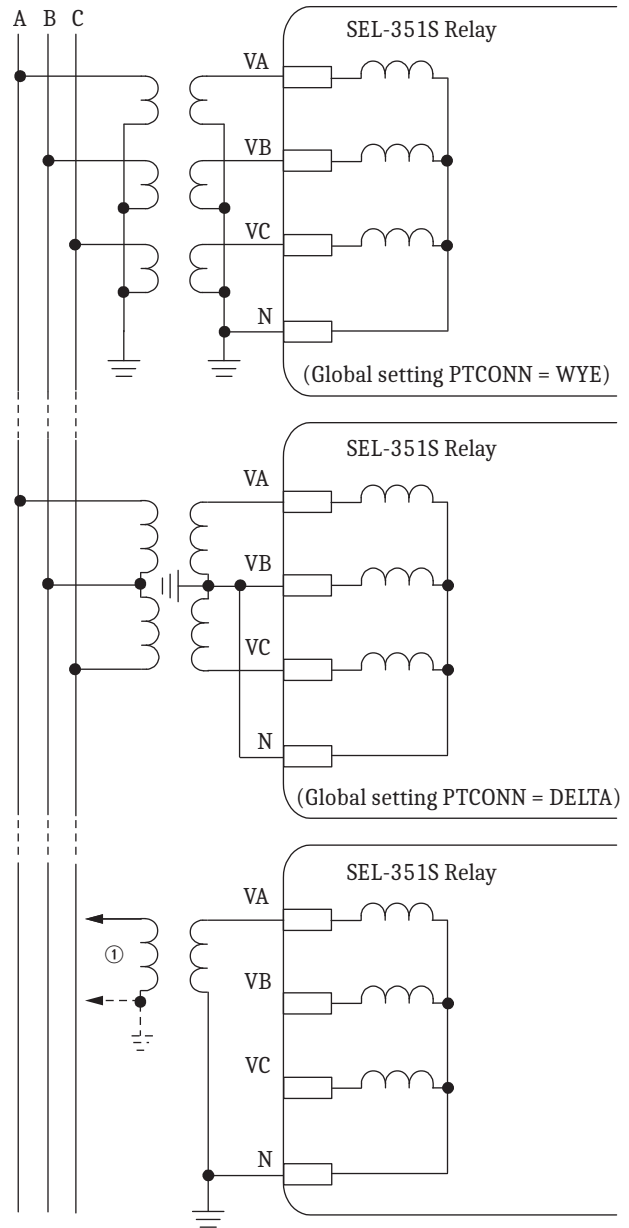 A B C
SEL-351S Relay
VA
VB
VC
N
(Global setting PTCONN = WYE)
SEL-351S Relay
VA
VB
VC
N
(Global setting PTCONN = DELTA)
SEL-351S Relay
VA
①
VB
VC
N